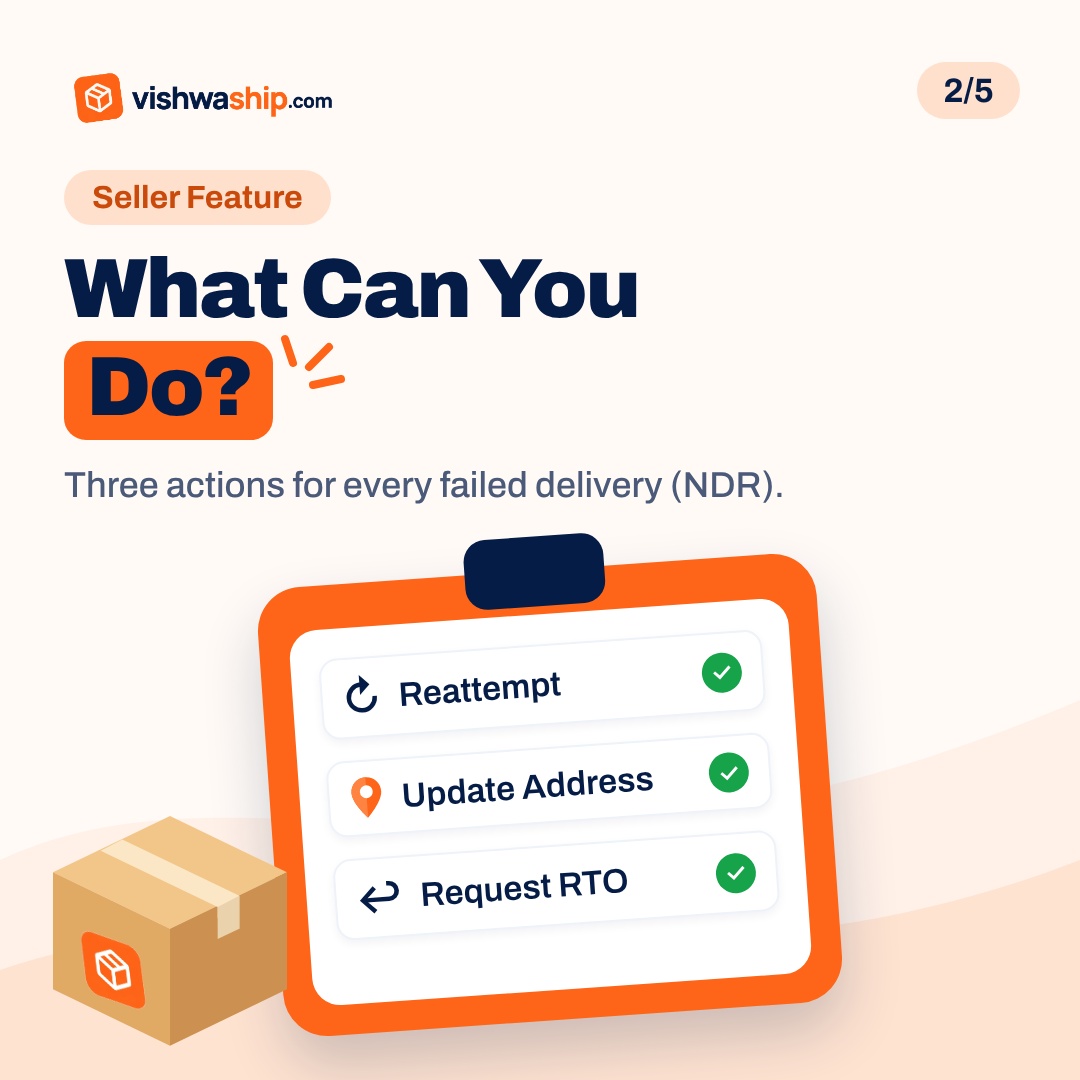 vishwaship.com
2/5
Seller Feature
What Can You
Do?
Three actions for every failed delivery (NDR).
Reattempt
Update Address
Request RTO